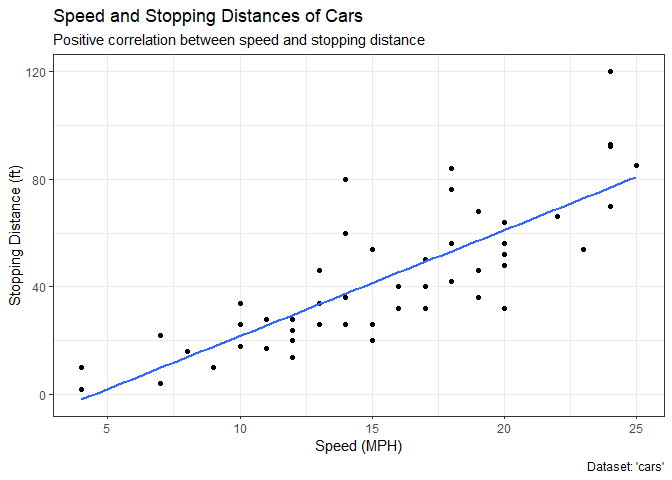 Speed and Stopping Distances of Cars
Positive correlation between speed and stopping distance
120
80
40
0
Stopping Distance (ft)
5 10 15 20 25
Speed (MPH)
Dataset: 'cars'